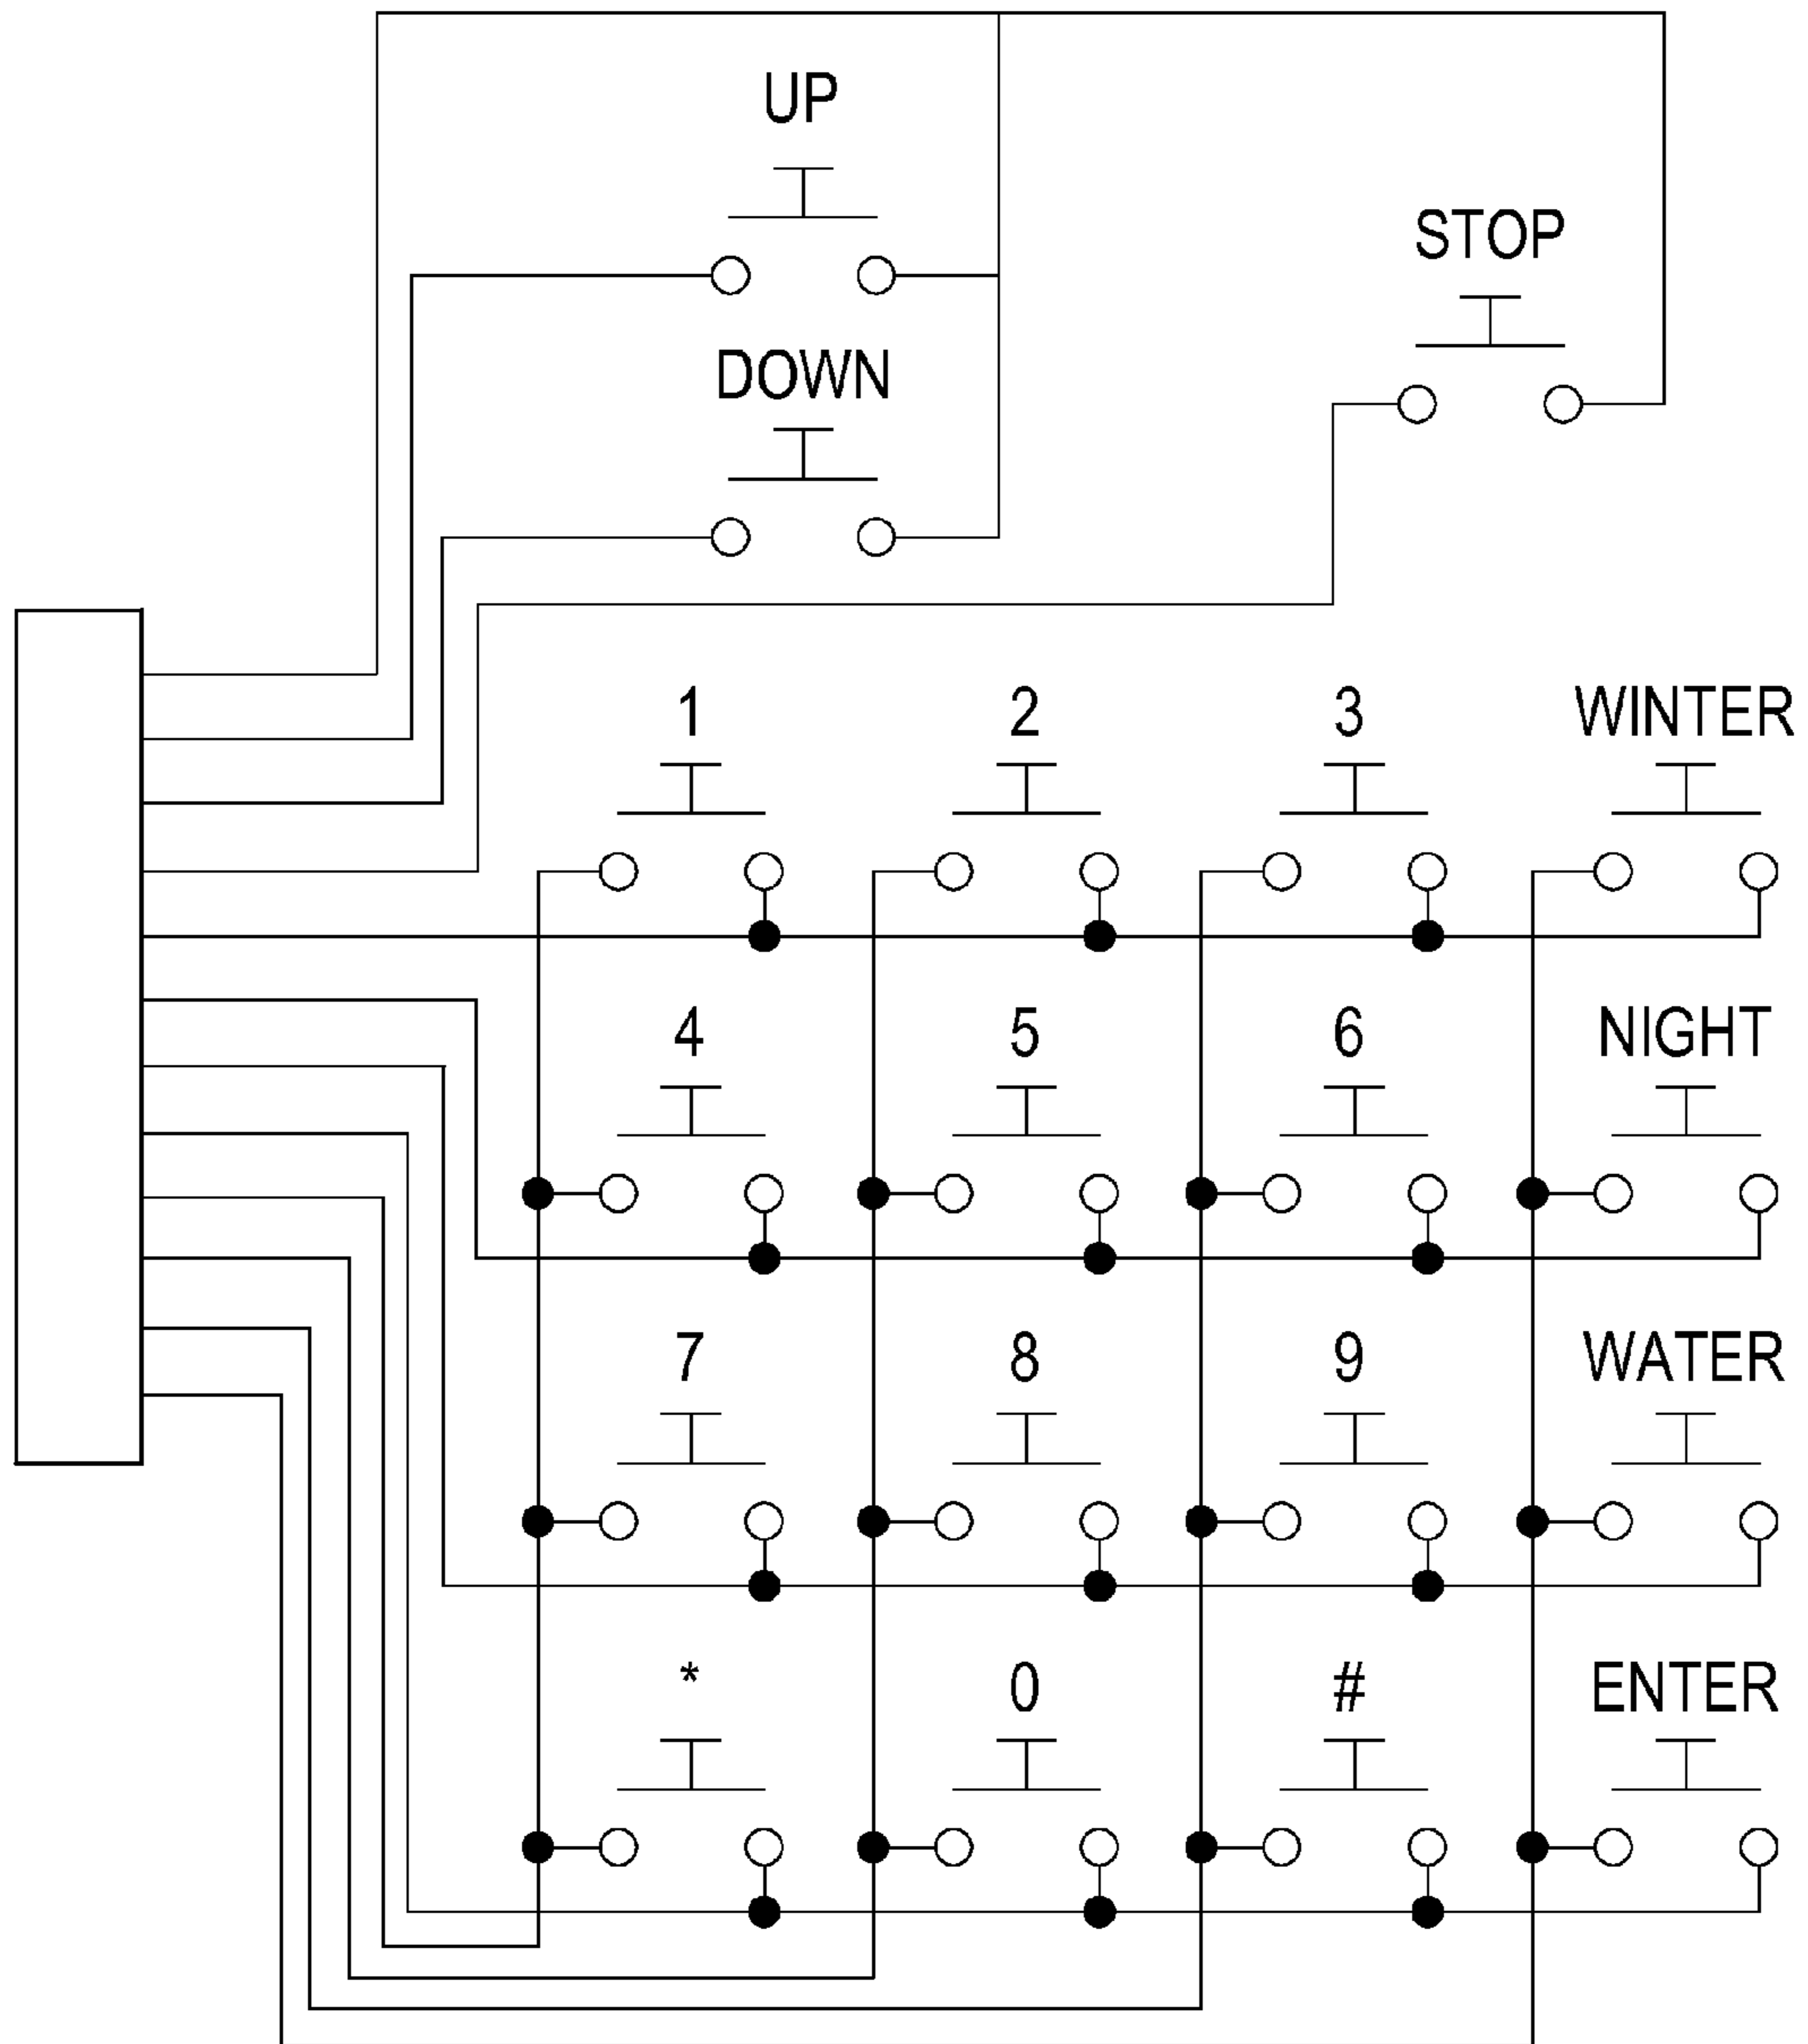 UP
STOP
DOWN
1 2 3 WINTER
4 5 6 NIGHT
7 8 9 WATER
* 0 # ENTER